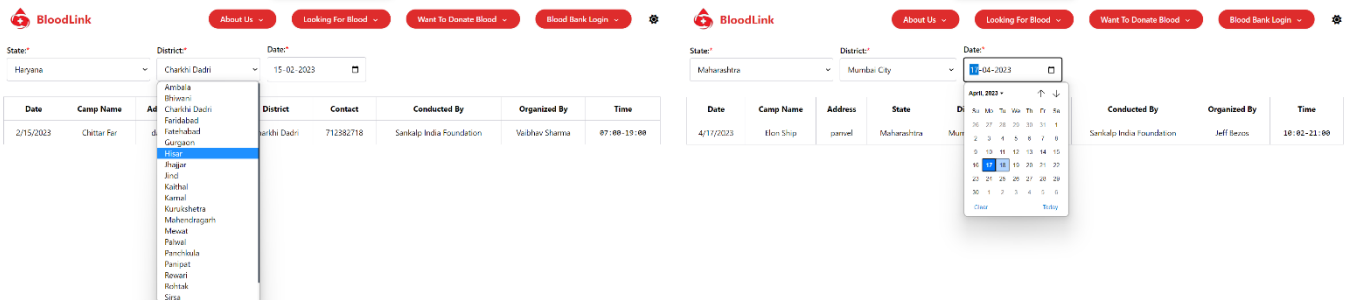 BloodLink
About Us
Looking For Blood
Want To Donate Blood
Blood Bank Login
State:*
District:*
Date:*
Haryana
Charkhi Dadri
15-02-2023
Ambala
Bhiwani
Charkhi Dadri
Faridabad
Fatehabad
Gurgaon
Hisar
Jhajjar
Jind
Kaithal
Karnal
Kurukshetra
Mahendragarh
Mewat
Palwal
Panchkula
Panipat
Rewari
Rohtak
Sirsa
Date Camp Name Ad District Contact Conducted By Organized By Time
2/15/2023 Chittar Far arkhi Dadri 712382718 Sankalp India Foundation Vaibhav Sharma 07:00-19:00
BloodLink
About Us
Looking For Blood
Want To Donate Blood
Blood Bank Login
State:*
District:*
Date:*
Maharashtra
Mumbai City
17-04-2023
April, 2023
Su Mo Tu We Th Fr Sa
26 27 28 29 30 31 1
2 3 4 5 6 7 8
9 10 11 12 13 14 15
16 17 18 19 20 21 22
23 24 25 26 27 28 29
30 1 2 3 4 5 6
Clear Today
Date Camp Name Address State Di Conducted By Organized By Time
4/17/2023 Elon Ship panvel Maharashtra Mum Sankalp India Foundation Jeff Bezos 10:02-21:00